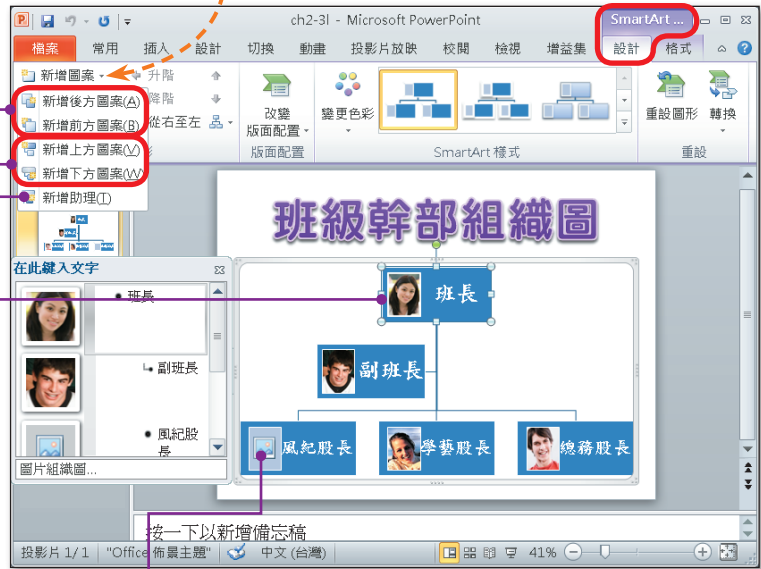 ch2-3l - Microsoft PowerPoint
SmartArt ...
檔案 常用 插入 設計 切換 動畫 投影片放映 校閱 檢視 增益集 設計 格式
新增圖案
升階
新增後方圖案(A)
降階
新增前方圖案(B)
從右至左
新增上方圖案(V)
新增下方圖案(W)
新增助理(T)
改變
版面配置
變更色彩
重設圖形 轉換
版面配置 SmartArt 樣式 重設
班級幹部組織圖
在此鍵入文字
班長
副班長
風紀股
長
圖片組織圖...
班長
副班長
風紀股長 學藝股長 總務股長
按一下以新增備忘稿
投影片 1/1 "Office 佈景主題" 中文 (台灣) 41%